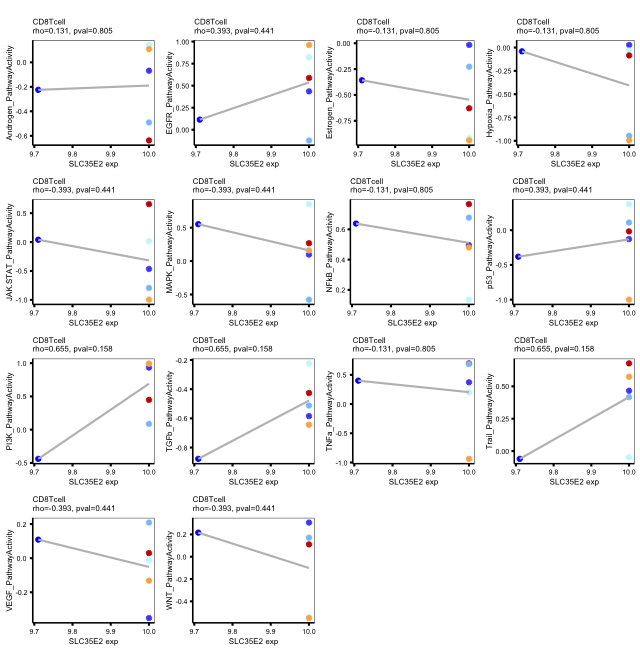 CD8Tcell
rho=0.131, pval=0.805
Androgen_PathwayActivity
0.0
-0.2
-0.4
-0.6
9.7
9.8
9.9
10.0
SLC35E2 exp
CD8Tcell
rho=0.393, pval=0.441
EGFR_PathwayActivity
1.00
0.75
0.50
0.25
0.00
9.7
9.8
9.9
10.0
SLC35E2 exp
CD8Tcell
rho=-0.131, pval=0.805
Estrogen_PathwayActivity
0.00
-0.25
-0.50
-0.75
9.7
9.8
9.9
10.0
SLC35E2 exp
CD8Tcell
rho=-0.131, pval=0.805
Hypoxia_PathwayActivity
0.00
-0.25
-0.50
-0.75
-1.00
9.7
9.8
9.9
10.0
SLC35E2 exp
CD8Tcell
rho=-0.393, pval=0.441
JAK-STAT_PathwayActivity
0.5
0.0
-0.5
-1.0
9.7
9.8
9.9
10.0
SLC35E2 exp
CD8Tcell
rho=-0.393, pval=0.441
MAPK_PathwayActivity
0.5
0.0
-0.5
9.7
9.8
9.9
10.0
SLC35E2 exp
CD8Tcell
rho=-0.131, pval=0.805
NFkB_PathwayActivity
0.6
0.4
0.2
9.7
9.8
9.9
10.0
SLC35E2 exp
CD8Tcell
rho=0.393, pval=0.441
p53_PathwayActivity
0.0
-0.5
-1.0
9.7
9.8
9.9
10.0
SLC35E2 exp
CD8Tcell
rho=0.655, pval=0.158
PI3K_PathwayActivity
1.0
0.5
0.0
-0.5
9.7
9.8
9.9
10.0
SLC35E2 exp
CD8Tcell
rho=0.655, pval=0.158
TGFb_PathwayActivity
-0.2
-0.4
-0.6
-0.8
9.7
9.8
9.9
10.0
SLC35E2 exp
CD8Tcell
rho=-0.131, pval=0.805
TNFa_PathwayActivity
0.5
0.0
-0.5
-1.0
9.7
9.8
9.9
10.0
SLC35E2 exp
CD8Tcell
rho=0.655, pval=0.158
Trail_PathwayActivity
0.50
0.25
0.00
9.7
9.8
9.9
10.0
SLC35E2 exp
CD8Tcell
rho=-0.393, pval=0.441
VEGF_PathwayActivity
0.2
0.0
-0.2
9.7
9.8
9.9
10.0
SLC35E2 exp
CD8Tcell
rho=-0.393, pval=0.441
WNT_PathwayActivity
0.2
0.0
-0.2
-0.4
9.7
9.8
9.9
10.0
SLC35E2 exp